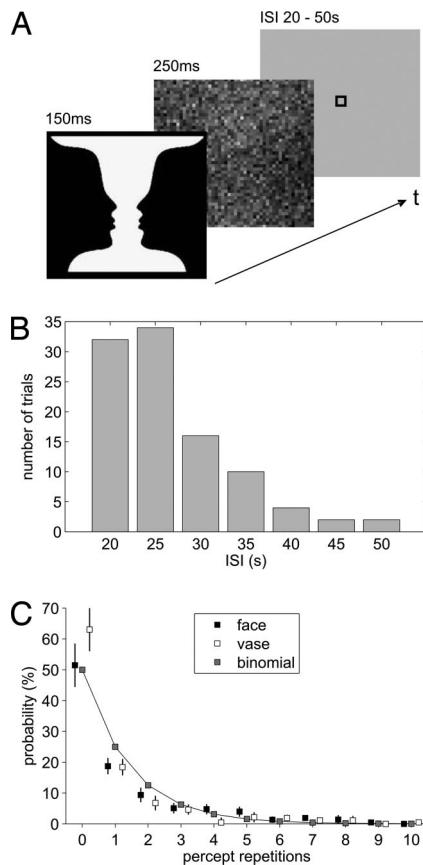 A
ISI 20 - 50s
250ms
150ms
t
B
35
30
25
20
15
10
5
0
number of trials
20 25 30 35 40 45 50
ISI (s)
C
70
60
50
40
30
20
10
0
probability (%)
face
vase
binomial
0 1 2 3 4 5 6 7 8 9 10
percept repetitions